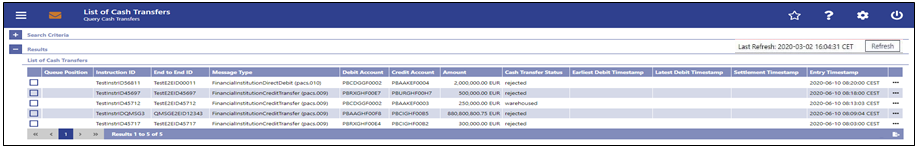 List of Cash Transfers
Query Cash Transfers
Search Criteria
Results
Last Refresh: 2020-03-02 16:04:31 CET Refresh
List of Cash Transfers
Queue Position Instruction ID End to End ID Message Type Debit Account Credit Account Amount Cash Transfer Status Earliest Debit Timestamp Latest Debit Timestamp Settlement Timestamp Entry Timestamp
TestInstrID56811 TestE2EID00011 FinancialInstitutionDirectDebit (pacs.010) PBCDGGF0002 PBAAKEF0004 2,000,000.00 EUR rejected 2020-06-10 08:20:00 CEST
TestInstrID45697 TestE2EID45697 FinancialInstitutionCreditTransfer (pacs.009) PBRXGHF00E7 PBURGHF00H7 500,000.00 EUR rejected 2020-06-10 08:18:00 CEST
TestInstrID45712 TestE2EID45712 FinancialInstitutionCreditTransfer (pacs.009) PBCDGGF0002 PBAAKEF0003 250,000.00 EUR warehoused 2020-06-10 08:13:03 CEST
TestInstrIDQMSG3 QMSGE2EID12343 FinancialInstitutionCreditTransfer (pacs.009) PBAAGHF00F8 PBCIGHF00B5 880,800,800.75 EUR rejected 2020-06-10 08:09:04 CEST
TestInstrID45717 TestE2EID45717 FinancialInstitutionCreditTransfer (pacs.009) PBRXGHF00E4 PBCIGHF00B2 300,000.00 EUR rejected 2020-06-10 08:03:00 CEST
1 Results 1 to 5 of 5